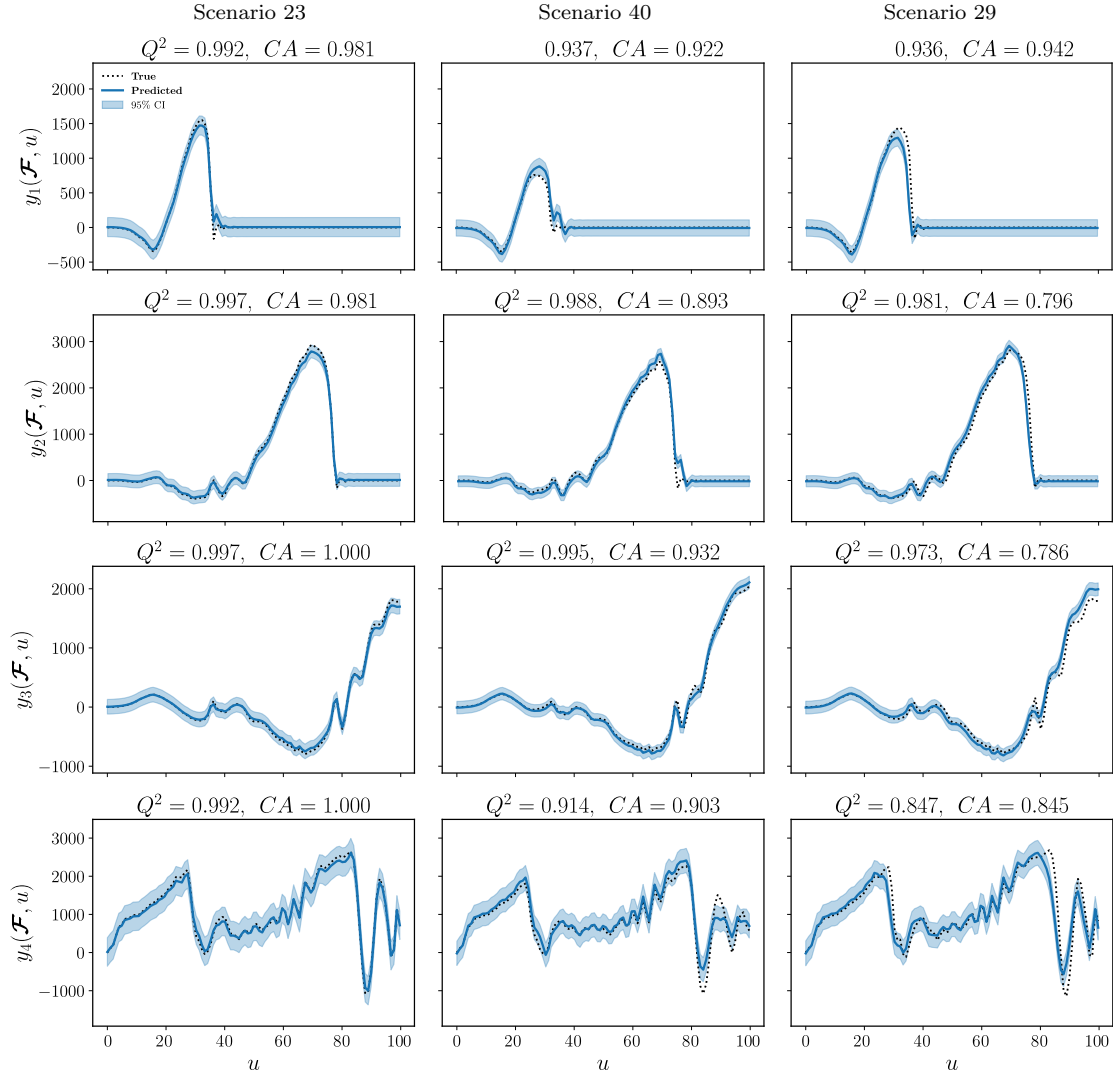 Scenario 23 Scenario 40 Scenario 29
Q² = 0.992, CA = 0.981 0.937, CA = 0.922 0.936, CA = 0.942
True
Predicted
95% CI
2000
1500
1000
500
0
−500
y₁(𝓕, u)
Q² = 0.997, CA = 0.981 Q² = 0.988, CA = 0.893 Q² = 0.981, CA = 0.796
3000
2000
1000
0
y₂(𝓕, u)
Q² = 0.997, CA = 1.000 Q² = 0.995, CA = 0.932 Q² = 0.973, CA = 0.786
2000
1000
0
−1000
y₃(𝓕, u)
Q² = 0.992, CA = 1.000 Q² = 0.914, CA = 0.903 Q² = 0.847, CA = 0.845
3000
2000
1000
0
−1000
y₄(𝓕, u)
0 20 40 60 80 100 0 20 40 60 80 100 0 20 40 60 80 100
u u u